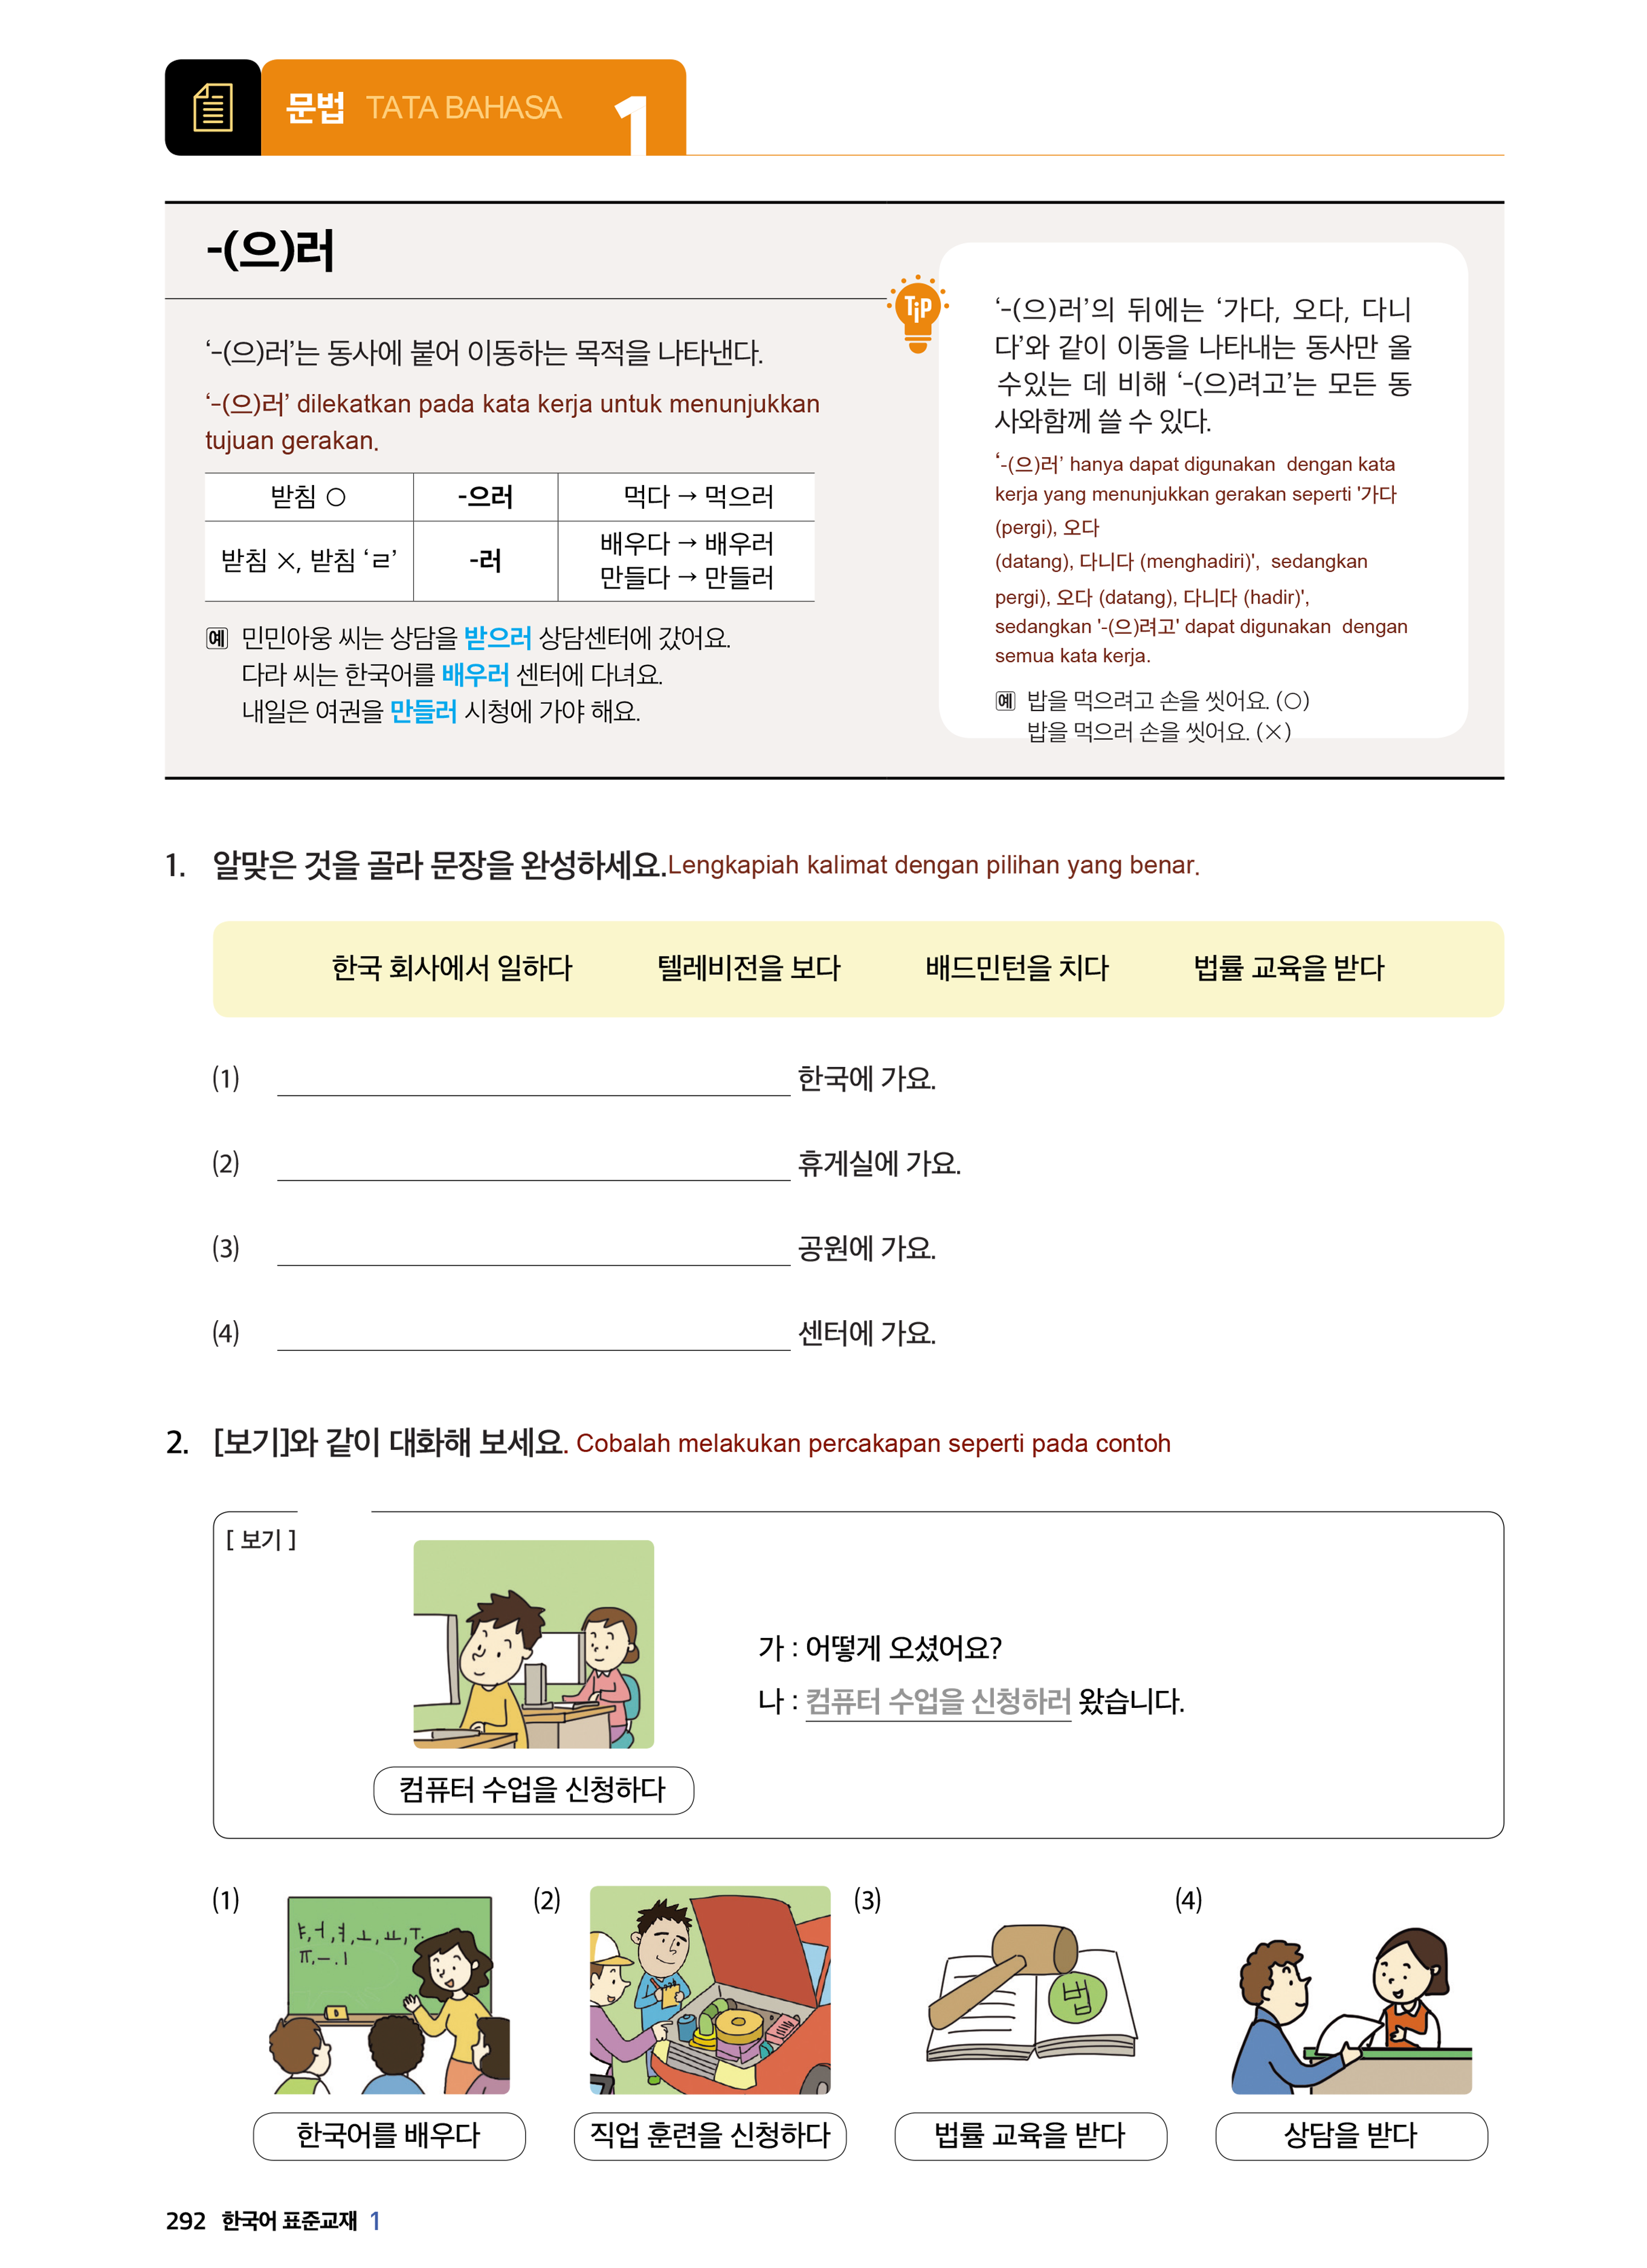 문법 TATA BAHASA 1
-(으)러
‘-(으)러’는 동사에 붙어 이동하는 목적을 나타낸다.
‘-(으)러’ dilekatkan pada kata kerja untuk menunjukkan
tujuan gerakan.
받침 ○ -으러 먹다 → 먹으러
받침 ×, 받침 ‘ㄹ’ -러 배우다 → 배우러
만들다 → 만들러
예 민민아웅 씨는 상담을 받으러 상담센터에 갔어요.
다라 씨는 한국어를 배우러 센터에 다녀요.
내일은 여권을 만들러 시청에 가야 해요.
TiP
‘-(으)러’의 뒤에는 ‘가다, 오다, 다니
다’와 같이 이동을 나타내는 동사만 올
수있는 데 비해 ‘-(으)려고’는 모든 동
사와함께 쓸 수 있다.
‘-(으)러’ hanya dapat digunakan dengan kata
kerja yang menunjukkan gerakan seperti '가다
(pergi), 오다
(datang), 다니다 (menghadiri)', sedangkan
pergi), 오다 (datang), 다니다 (hadir)',
sedangkan '-(으)려고' dapat digunakan dengan
semua kata kerja.
예 밥을 먹으려고 손을 씻어요. (○)
밥을 먹으러 손을 씻어요. (×)
1. 알맞은 것을 골라 문장을 완성하세요.Lengkapiah kalimat dengan pilihan yang benar.
한국 회사에서 일하다 텔레비전을 보다 배드민턴을 치다 법률 교육을 받다
(1) 한국에 가요.
(2) 휴게실에 가요.
(3) 공원에 가요.
(4) 센터에 가요.
2. [보기]와 같이 대화해 보세요. Cobalah melakukan percakapan seperti pada contoh
[ 보기 ]
가 : 어떻게 오셨어요?
나 : 컴퓨터 수업을 신청하러 왔습니다.
컴퓨터 수업을 신청하다
(1) (2) (3) (4)
ㅑ, ㅓ, ㅕ, ㅗ, ㅛ, ㅜ,
ㅠ, ㅡ. ㅣ
법
한국어를 배우다 직업 훈련을 신청하다 법률 교육을 받다 상담을 받다
292 한국어 표준교재 1